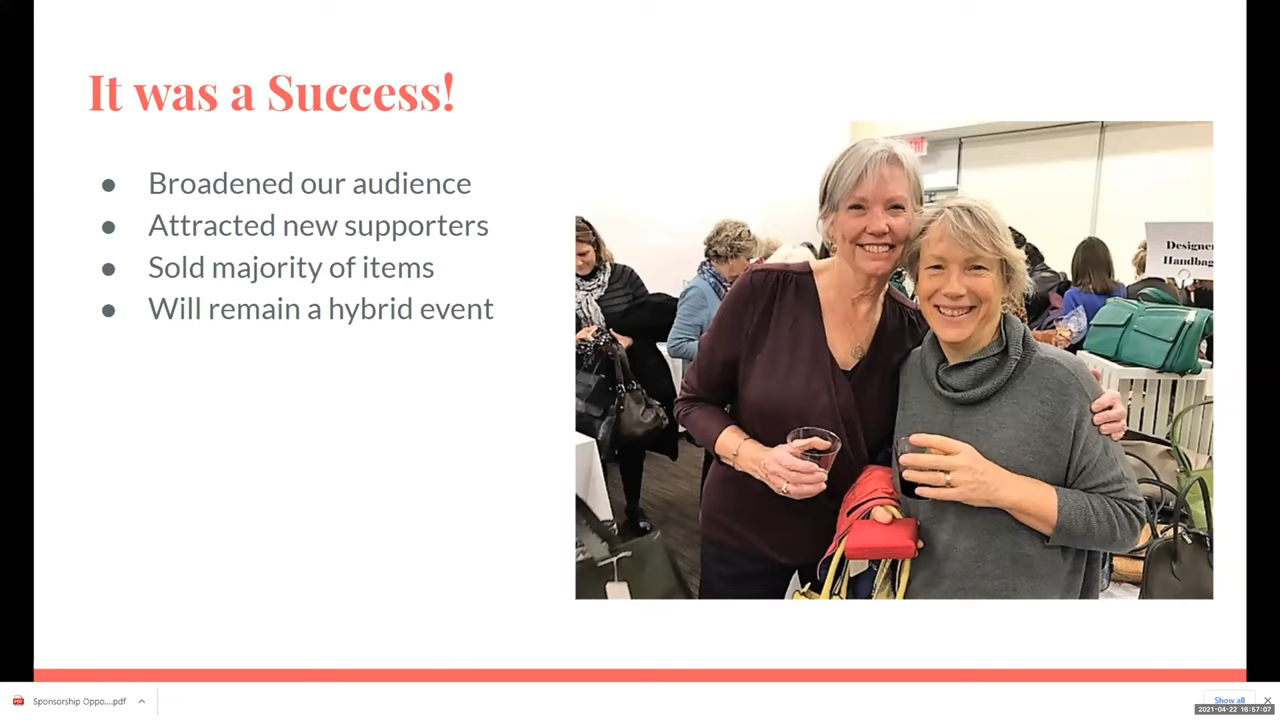 It was a Success!
● Broadened our audience
● Attracted new supporters
● Sold majority of items
● Will remain a hybrid event
Designer
Handbag
Sponsorship Oppo....pdf
Show all
2021-04-22 16:57:07